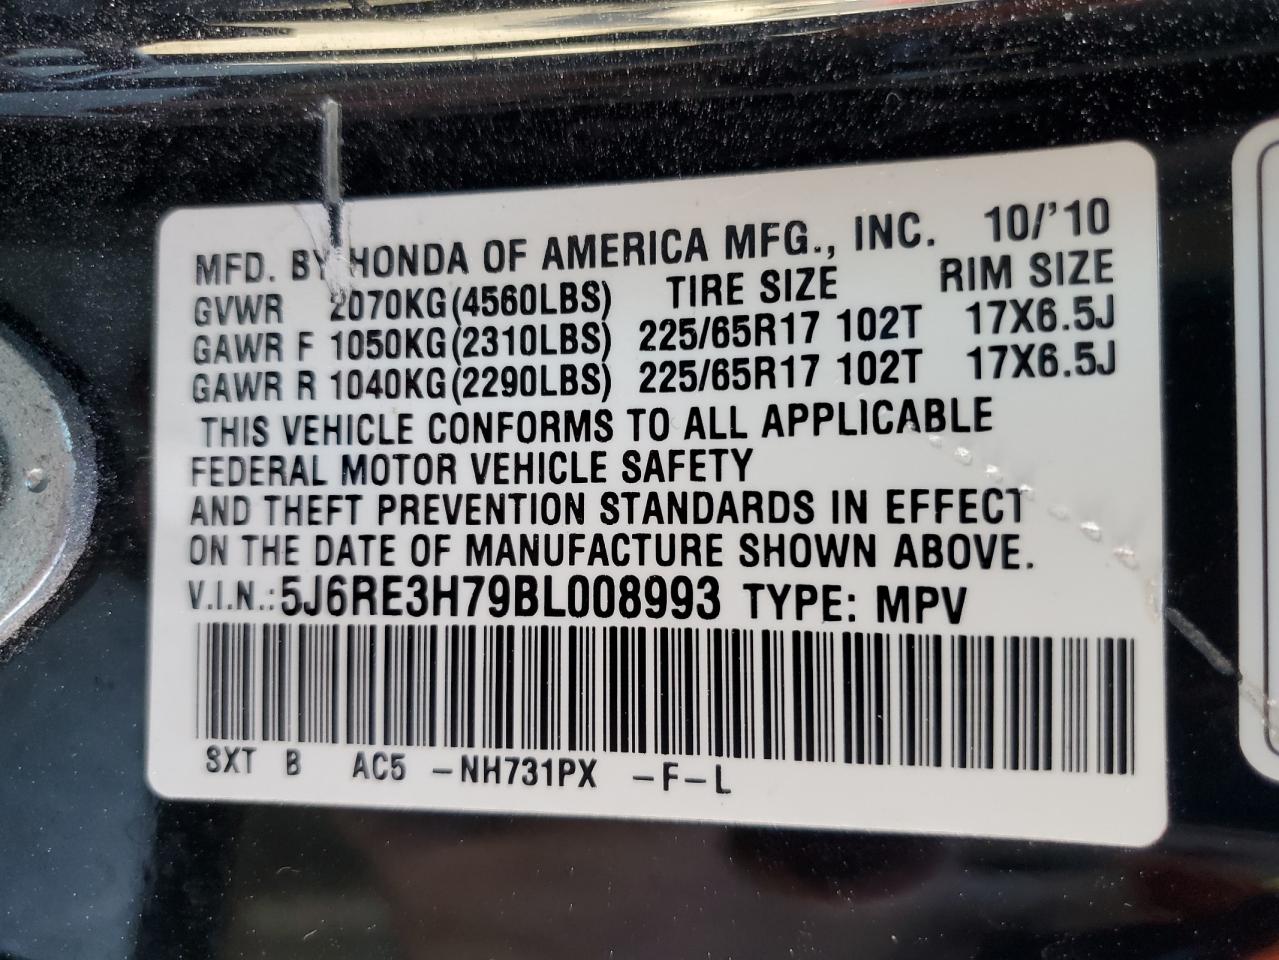 MFD. BY HONDA OF AMERICA MFG., INC. 10/'10
GVWR 2070KG(4560LBS) TIRE SIZE RIM SIZE
GAWR F 1050KG(2310LBS) 225/65R17 102T 17X6.5J
GAWR R 1040KG(2290LBS) 225/65R17 102T 17X6.5J
THIS VEHICLE CONFORMS TO ALL APPLICABLE
FEDERAL MOTOR VEHICLE SAFETY
AND THEFT PREVENTION STANDARDS IN EFFECT
ON THE DATE OF MANUFACTURE SHOWN ABOVE.
V.I.N.:5J6RE3H79BL008993 TYPE: MPV
SXT B AC5 -NH731PX -F-L